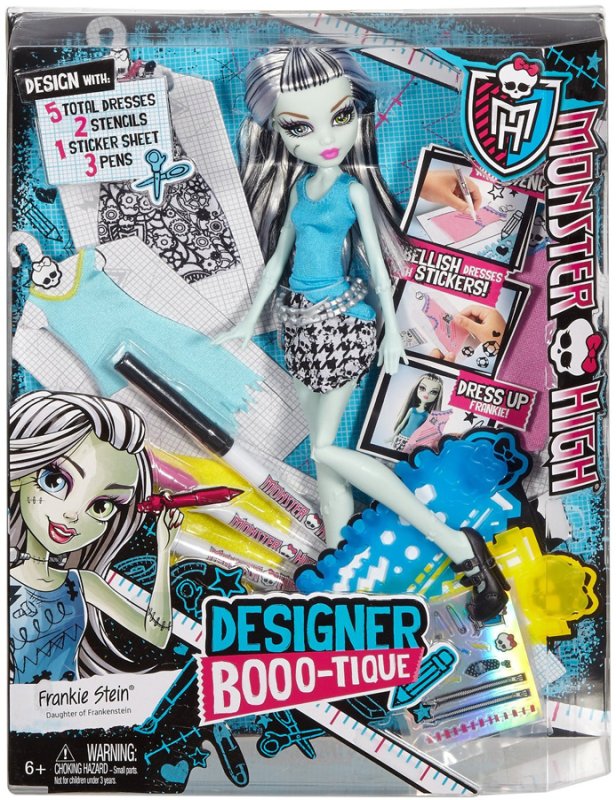 DESIGN WITH:
5 TOTAL DRESSES
2 STENCILS
1 STICKER SHEET
3 PENS
MONSTER HIGH
BELLISH DRESSES
STICKERS!
DRESS UP
FRANKIE!
MONSTER
MONSTER
DESIGNER
BOOO-TIQUE
Frankie Stein®
Daughter of Frankenstein
6+
WARNING:
CHOKING HAZARD - Small parts.
Not for children under 3 years.